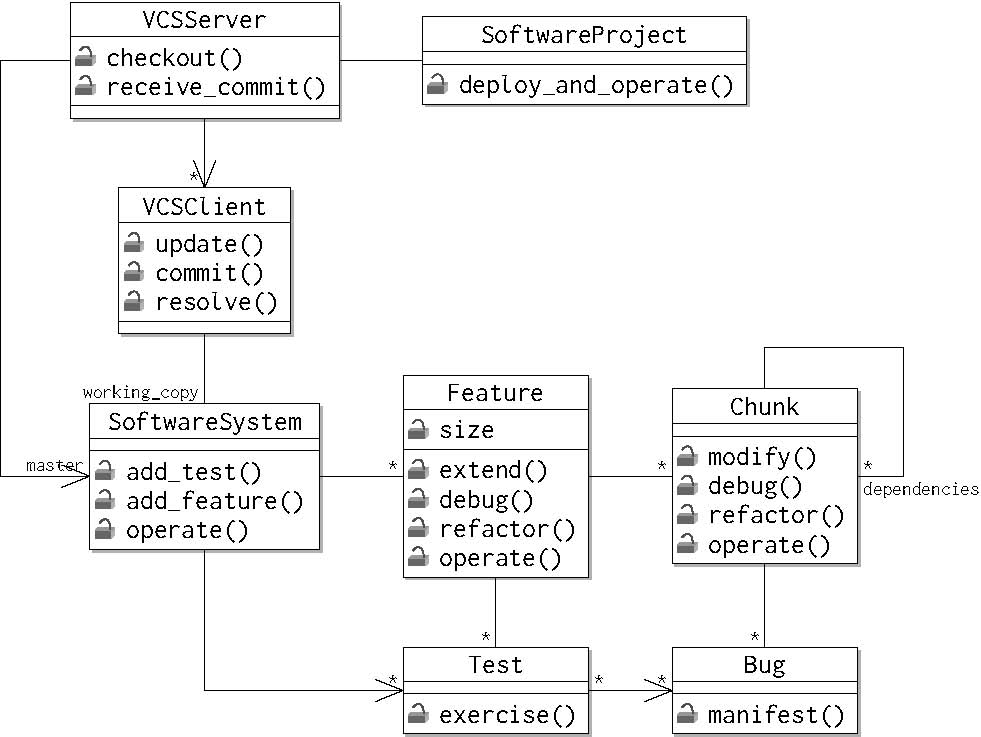 VCSServer
checkout()
receive_commit()
SoftwareProject
deploy_and_operate()
*
VCSClient
update()
commit()
resolve()
working_copy
master
SoftwareSystem
add_test()
add_feature()
operate()
*
Feature
size
extend()
debug()
refactor()
operate()
*
Chunk
modify()
debug()
refactor()
operate()
*
dependencies
*
*
*
Test
exercise()
*
*
Bug
manifest()